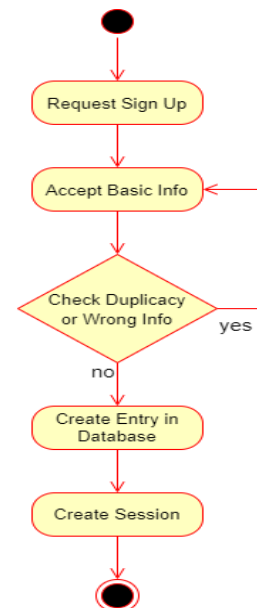 Request Sign Up
Accept Basic Info
Check Duplicacy
or Wrong Info
yes
no
Create Entry in
Database
Create Session